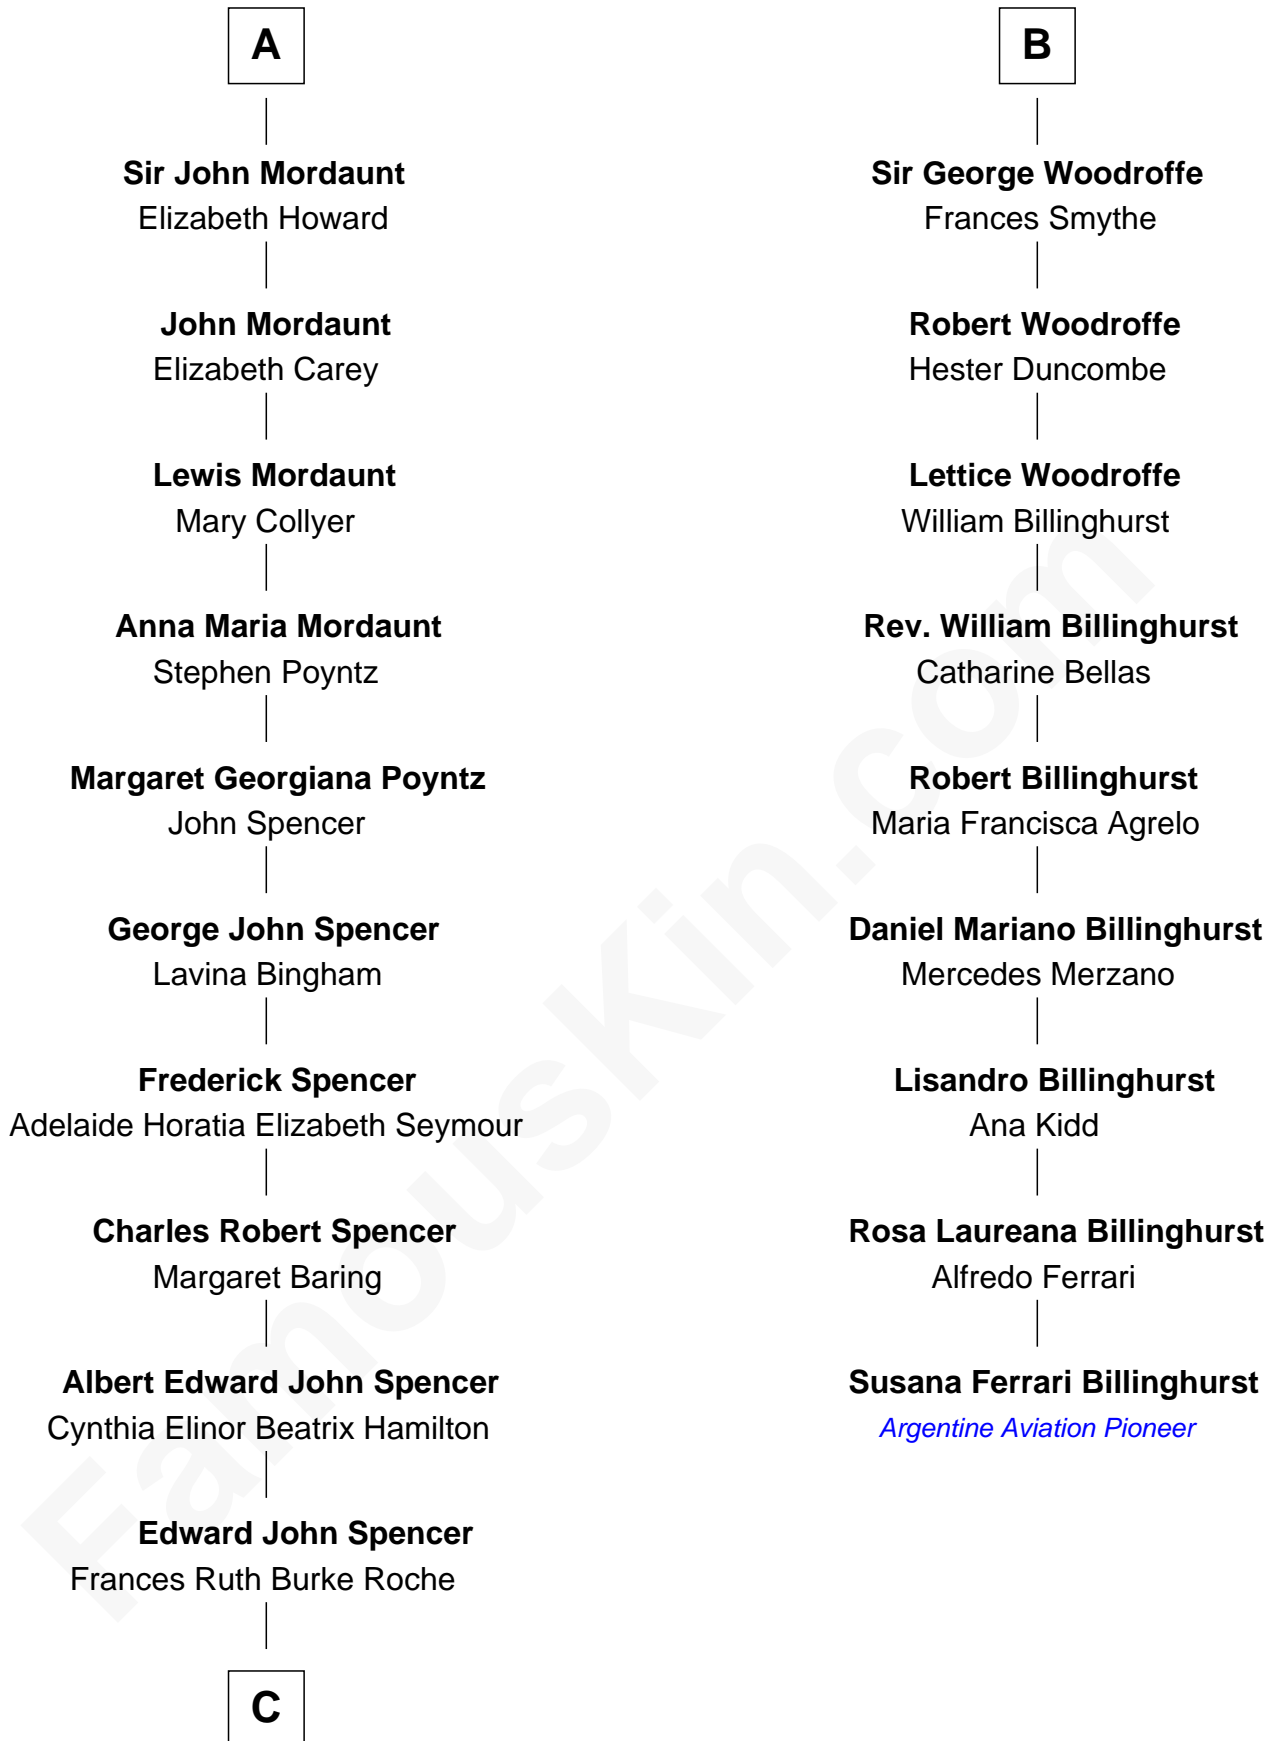 A
Sir John Mordaunt
Elizabeth Howard
John Mordaunt
Elizabeth Carey
Lewis Mordaunt
Mary Collyer
Anna Maria Mordaunt
Stephen Poyntz
Margaret Georgiana Poyntz
John Spencer
George John Spencer
Lavina Bingham
Frederick Spencer
Adelaide Horatia Elizabeth Seymour
Charles Robert Spencer
Margaret Baring
Albert Edward John Spencer
Cynthia Elinor Beatrix Hamilton
Edward John Spencer
Frances Ruth Burke Roche
C
B
Sir George Woodroffe
Frances Smythe
Robert Woodroffe
Hester Duncombe
Lettice Woodroffe
William Billinghurst
Rev. William Billinghurst
Catharine Bellas
Robert Billinghurst
Maria Francisca Agrelo
Daniel Mariano Billinghurst
Mercedes Merzano
Lisandro Billinghurst
Ana Kidd
Rosa Laureana Billinghurst
Alfredo Ferrari
Susana Ferrari Billinghurst
Argentine Aviation Pioneer
FamousKin.com